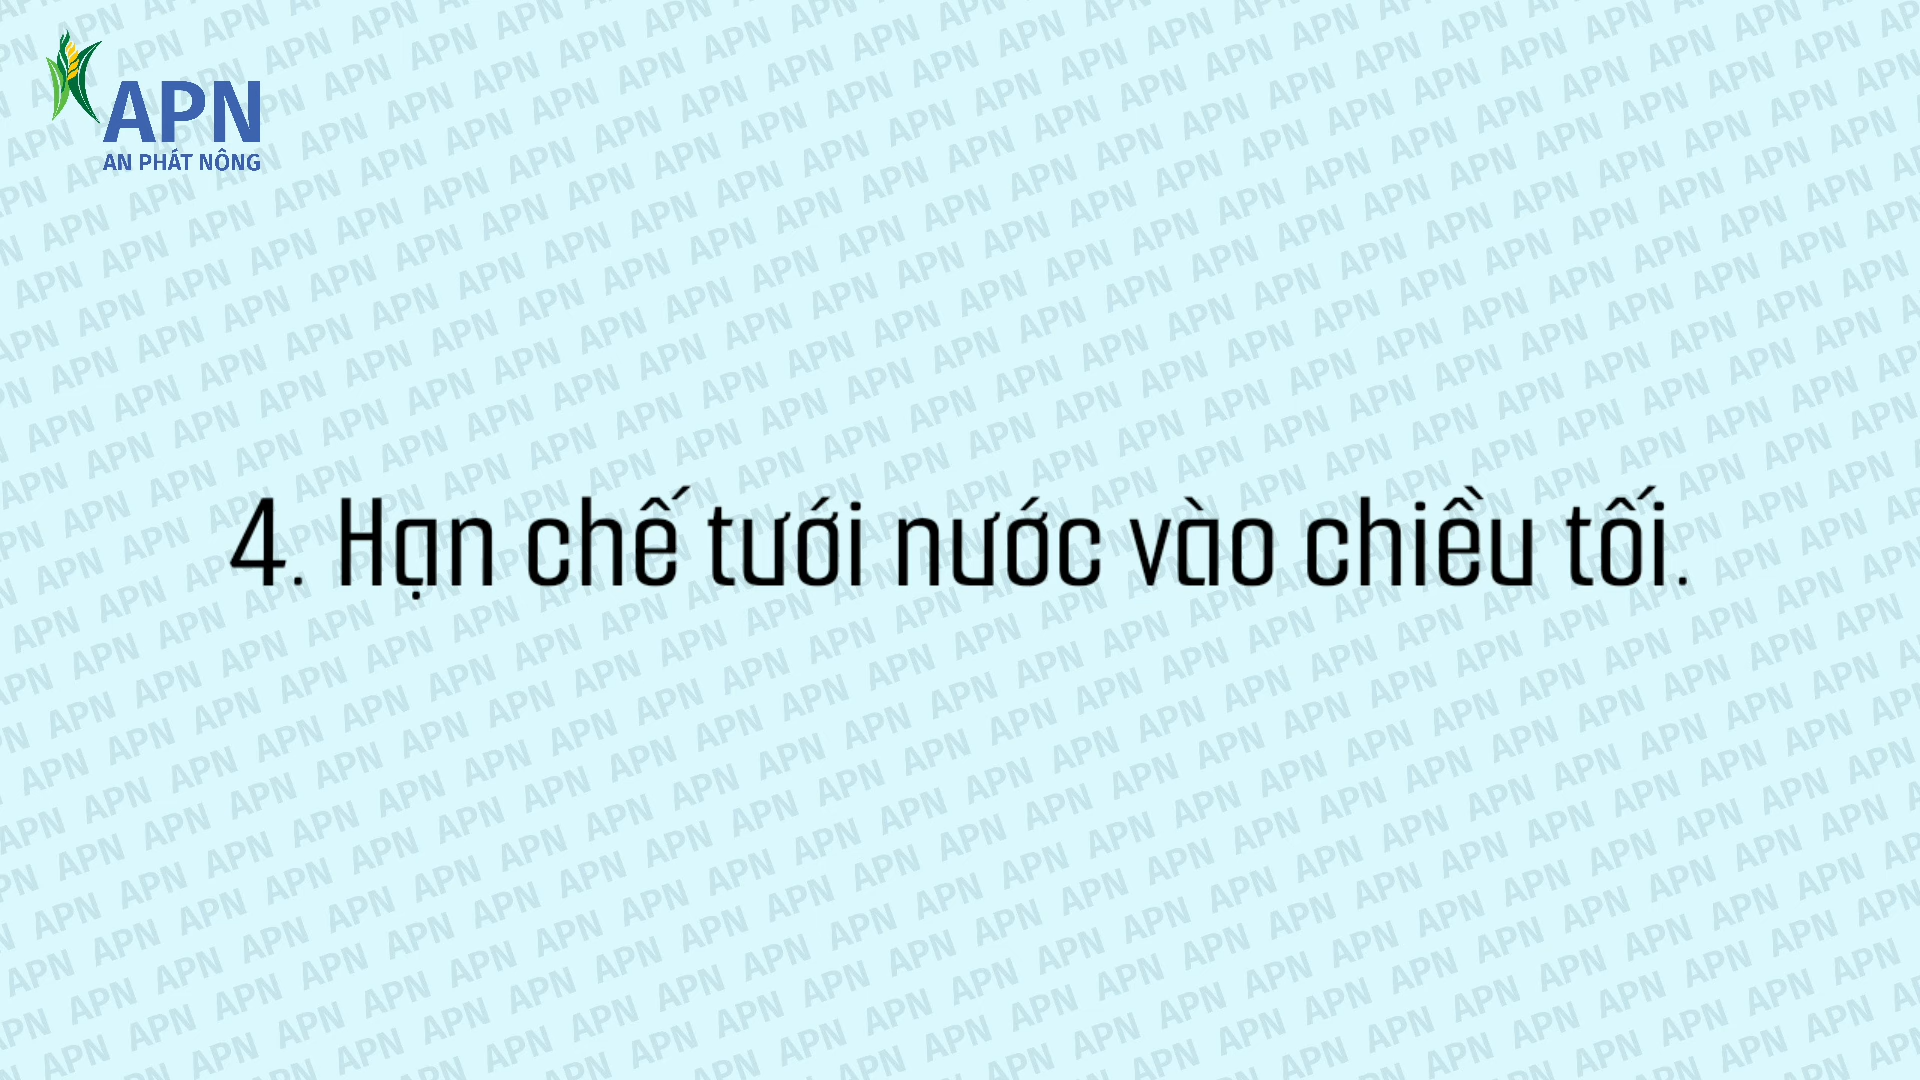 APN
AN PHÁT NÔNG
4. Hạn chế tưới nước vào chiều tối.